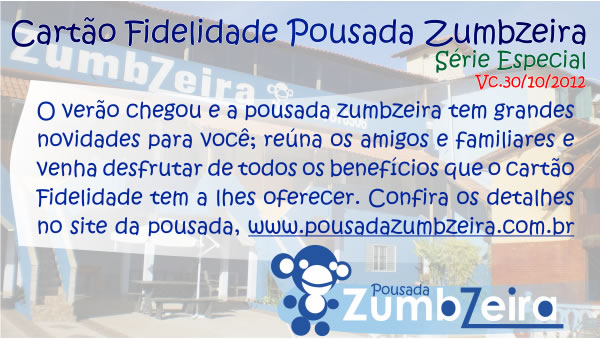 Cartão Fidelidade Pousada Zumbzeira
Série Especial
Vc.30/10/2012
ZumbZeira
O verão chegou e a pousada zumbzeira tem grandes
novidades para você; reúna os amigos e familiares e
venha desfrutar de todos os benefícios que o cartão
Fidelidade tem a lhes oferecer. Confira os detalhes
no site da pousada, www.pousadazumbzeira.com.br
Pousada
ZumbZeira